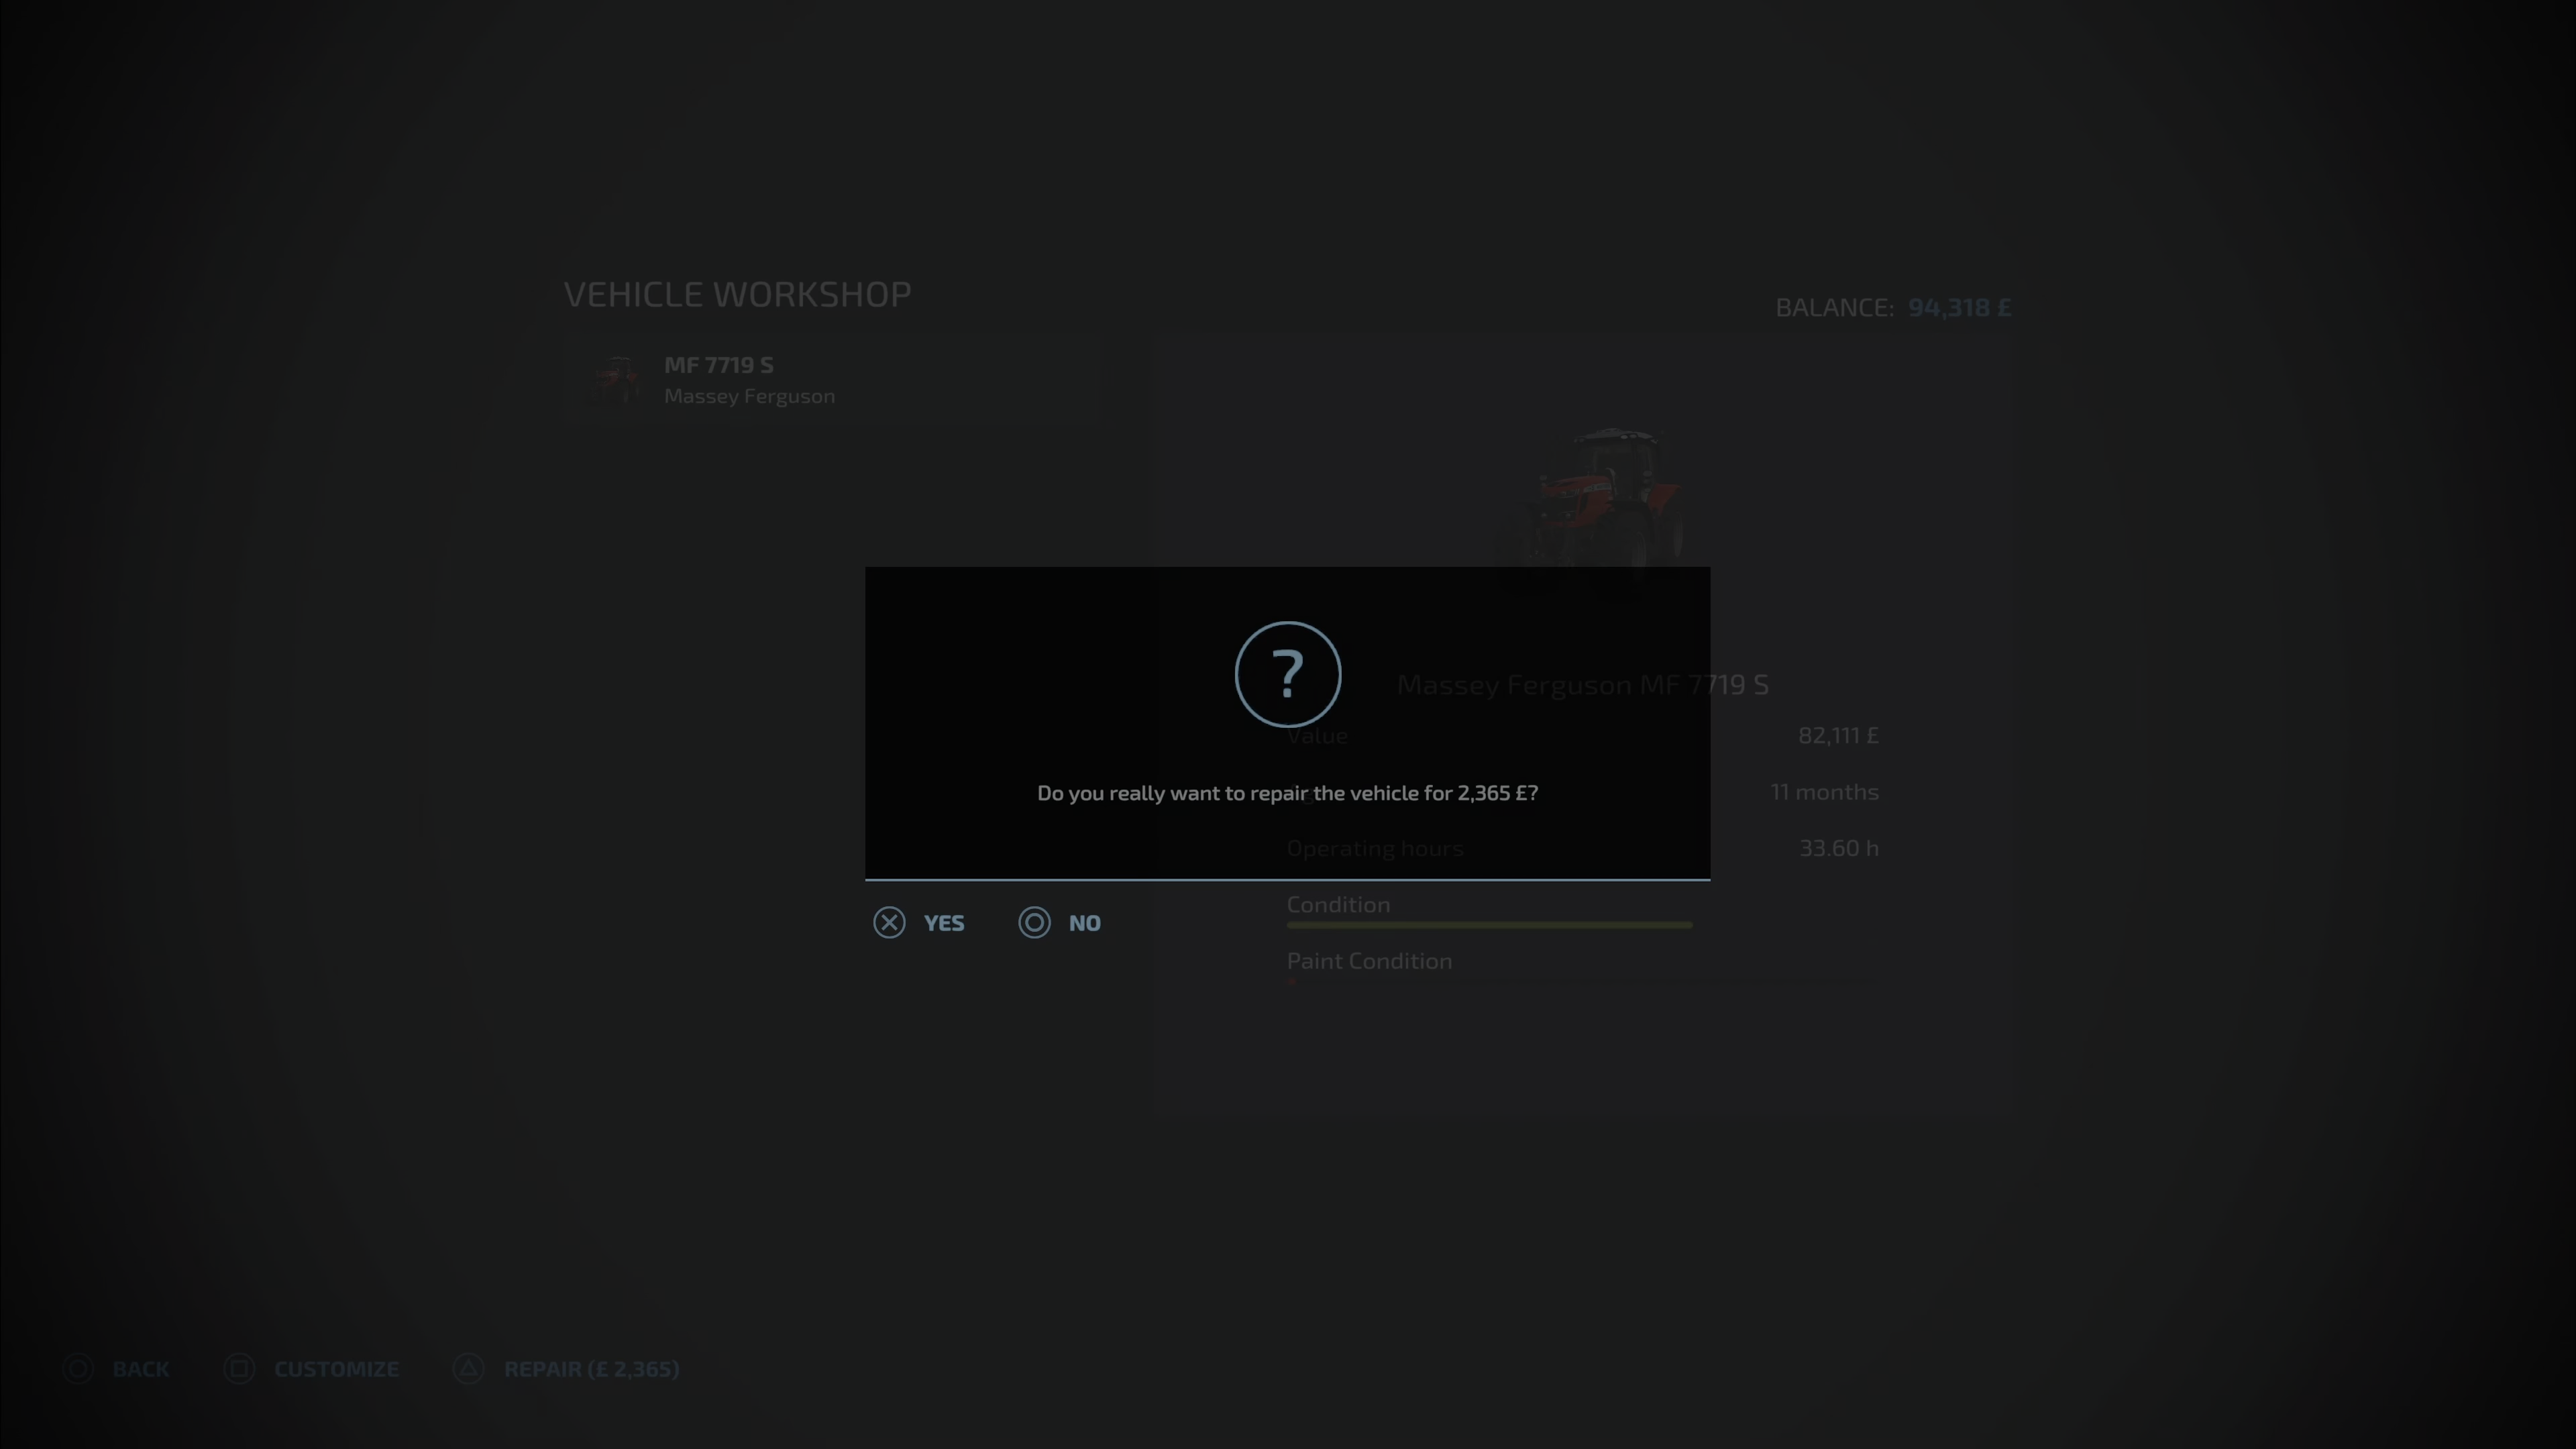 VEHICLE WORKSHOP
BALANCE: 94,318 £
MF 7719 S
Massey Ferguson
?
Massey Ferguson MF 7719 S
Value 82,111 £
Do you really want to repair the vehicle for 2,365 £?
11 months
Operating hours 33.60 h
Condition
YES NO
Paint Condition
BACK CUSTOMIZE REPAIR (£ 2,365)